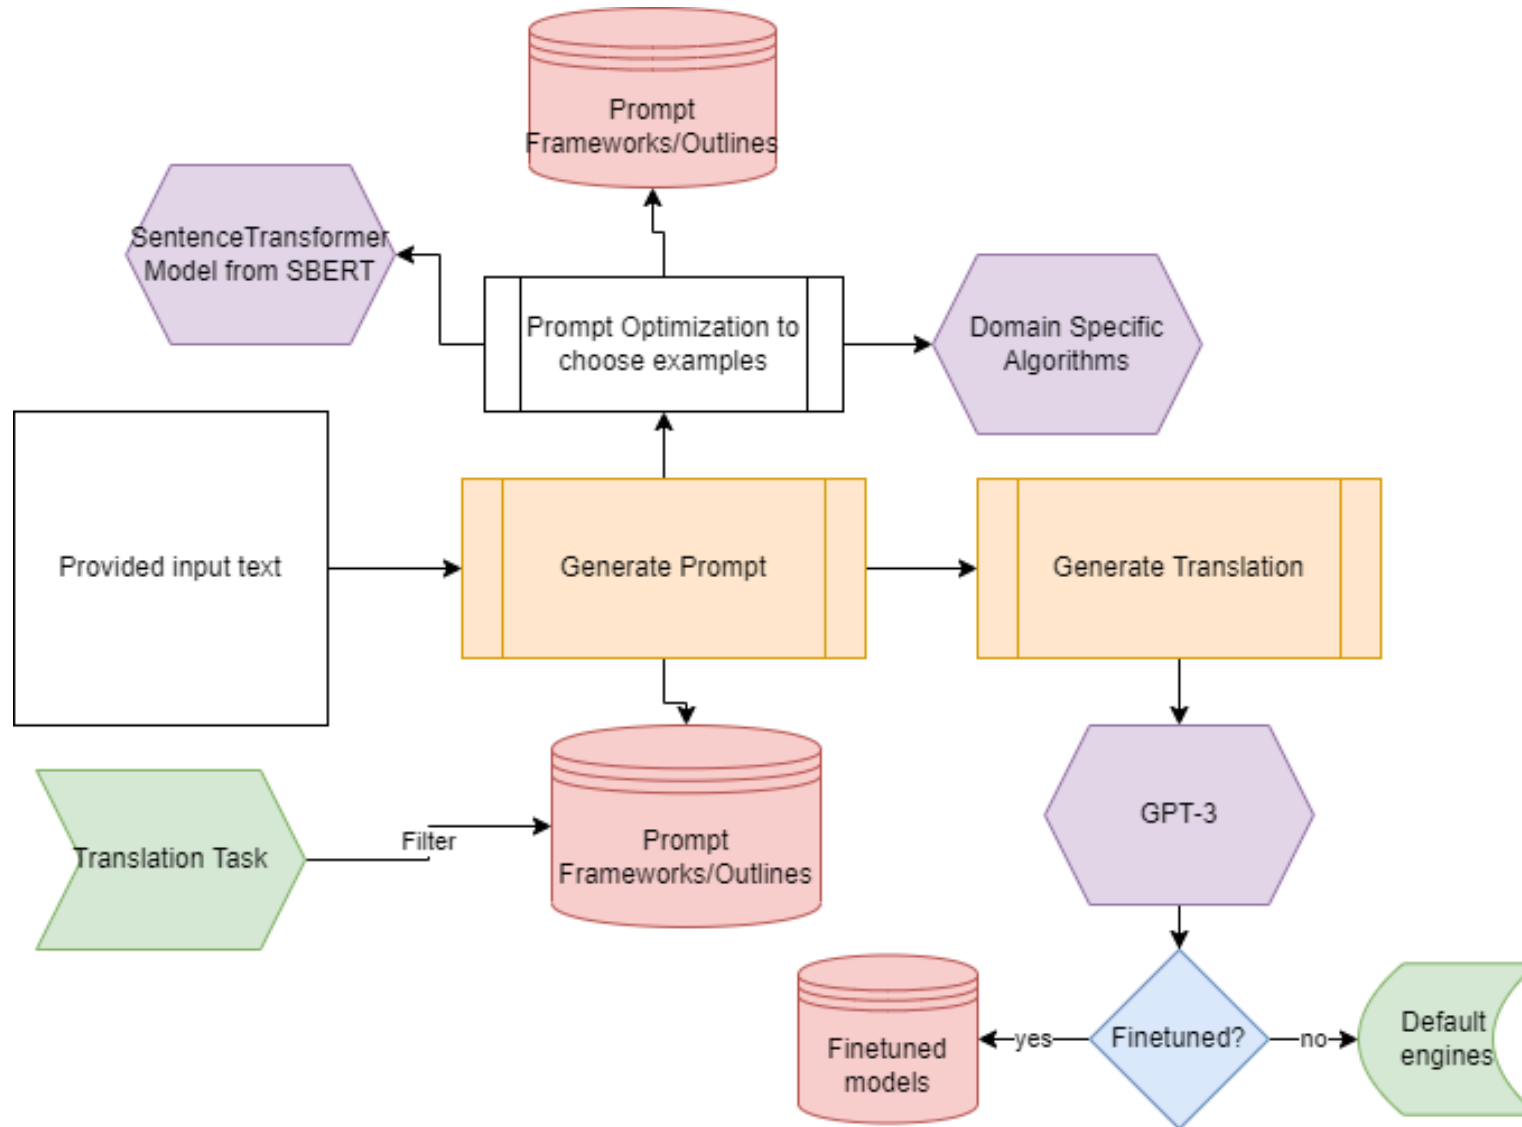 Prompt
Frameworks/Outlines
SentenceTransformer
Model from SBERT
Prompt Optimization to
choose examples
Domain Specific
Algorithms
Provided input text
Generate Prompt
Generate Translation
Translation Task
Filter
Prompt
Frameworks/Outlines
GPT-3
Finetuned
models
yes
Finetuned?
no
Default
engines